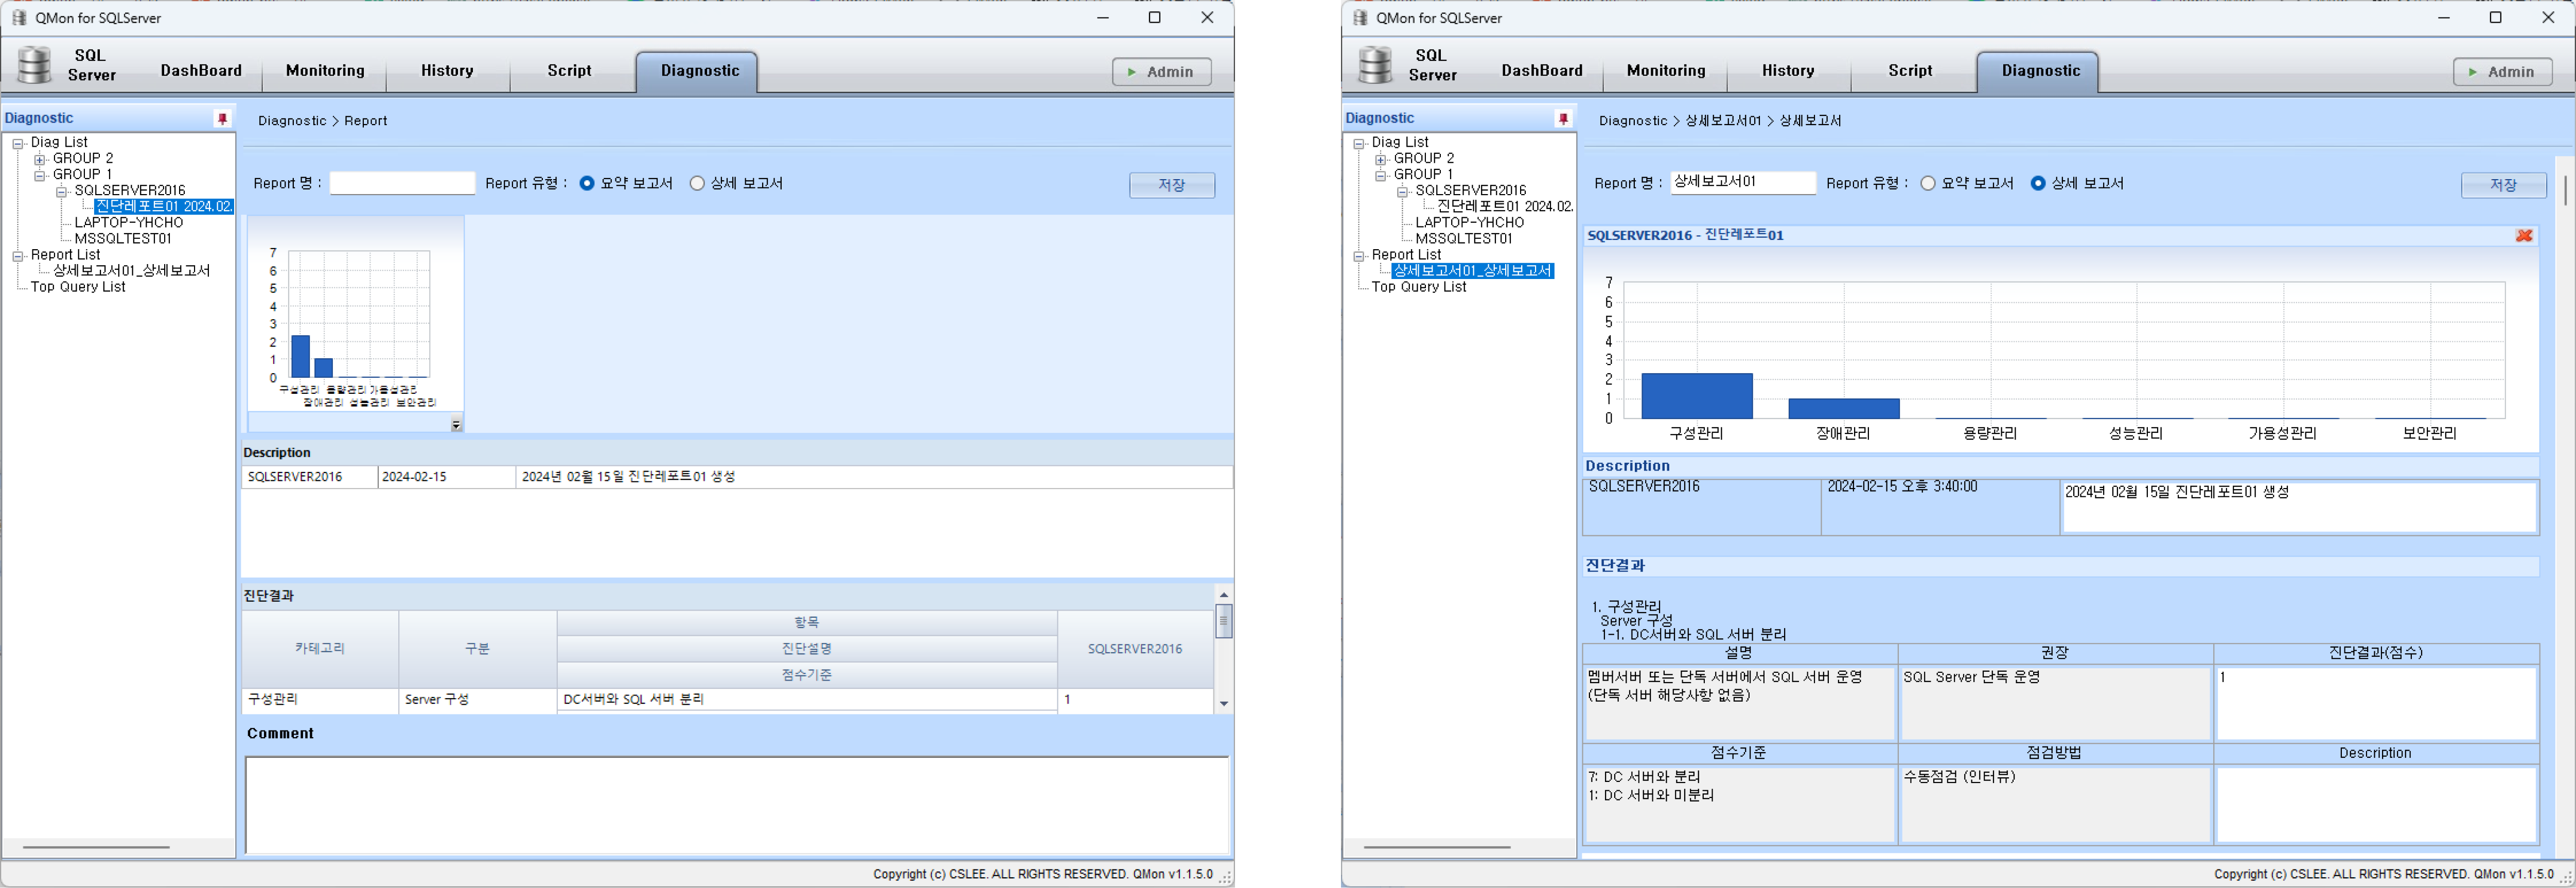 QMon for SQLServer
SQL
Server
DashBoard
Monitoring
History
Script
Diagnostic
Admin
Diagnostic
Diag List
GROUP 2
GROUP 1
SQLSERVER2016
진단레포트01 2024.02.
LAPTOP-YHCHO
MSSQLTEST01
Report List
상세보고서01_상세보고서
Top Query List
Diagnostic > Report
Report 명 :
Report 유형 : 요약 보고서 상세 보고서
저장
7
6
5
4
3
2
1
0
구성관리 용량관리 가용성관리
장애관리 성능관리 보안관리
Description
SQLSERVER2016 2024-02-15 2024년 02월 15일 진단레포트01 생성
진단결과
카테고리 구분 항목 SQLSERVER2016
진단설명
점수기준
구성관리 Server 구성 DC서버와 SQL 서버 분리 1
Comment
Copyright (c) CSLEE. ALL RIGHTS RESERVED. QMon v1.1.5.0
QMon for SQLServer
SQL
Server
DashBoard
Monitoring
History
Script
Diagnostic
Admin
Diagnostic
Diag List
GROUP 2
GROUP 1
SQLSERVER2016
진단레포트01 2024.02.
LAPTOP-YHCHO
MSSQLTEST01
Report List
상세보고서01_상세보고서
Top Query List
Diagnostic > 상세보고서01 > 상세보고서
Report 명 : 상세보고서01 Report 유형 : 요약 보고서 상세 보고서
저장
SQLSERVER2016 - 진단레포트01
7
6
5
4
3
2
1
0
구성관리 장애관리 용량관리 성능관리 가용성관리 보안관리
Description
SQLSERVER2016 2024-02-15 오후 3:40:00 2024년 02월 15일 진단레포트01 생성
진단결과
1. 구성관리
Server 구성
1-1. DC서버와 SQL 서버 분리
설명 권장 진단결과(점수)
멤버서버 또는 단독 서버에서 SQL 서버 운영 SQL Server 단독 운영 1
(단독 서버 해당사항 없음)
점수기준 점검방법 Description
7: DC 서버와 분리 수동점검 (인터뷰)
1: DC 서버와 미분리
Copyright (c) CSLEE. ALL RIGHTS RESERVED. QMon v1.1.5.0